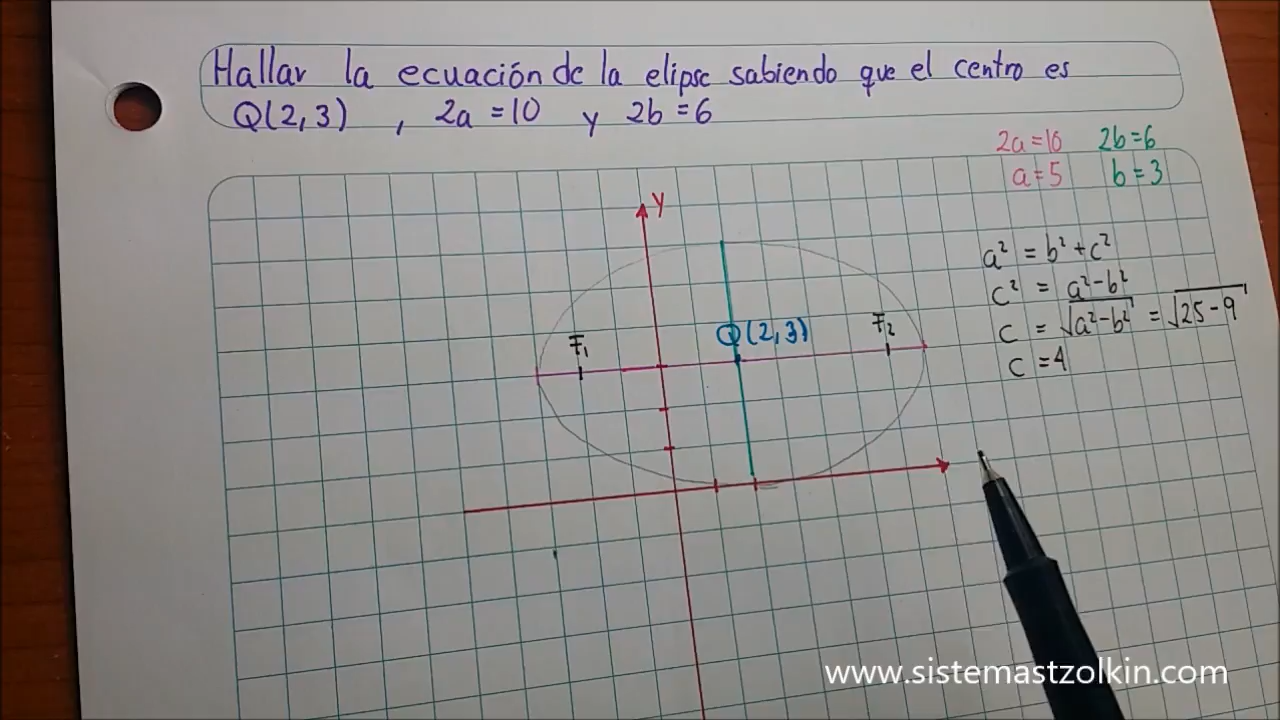 Hallar la ecuación de la elipse sabiendo que el centro es
Q(2,3) , 2a =10 y 2b =6
2a=10 2b=6
a=5 b=3
Y
a² = b² + c²
c² = a²-b²
c = √a²-b² = √25-9
c =4
F₁ Q(2,3) F₂
www.sistemastzolkin.com